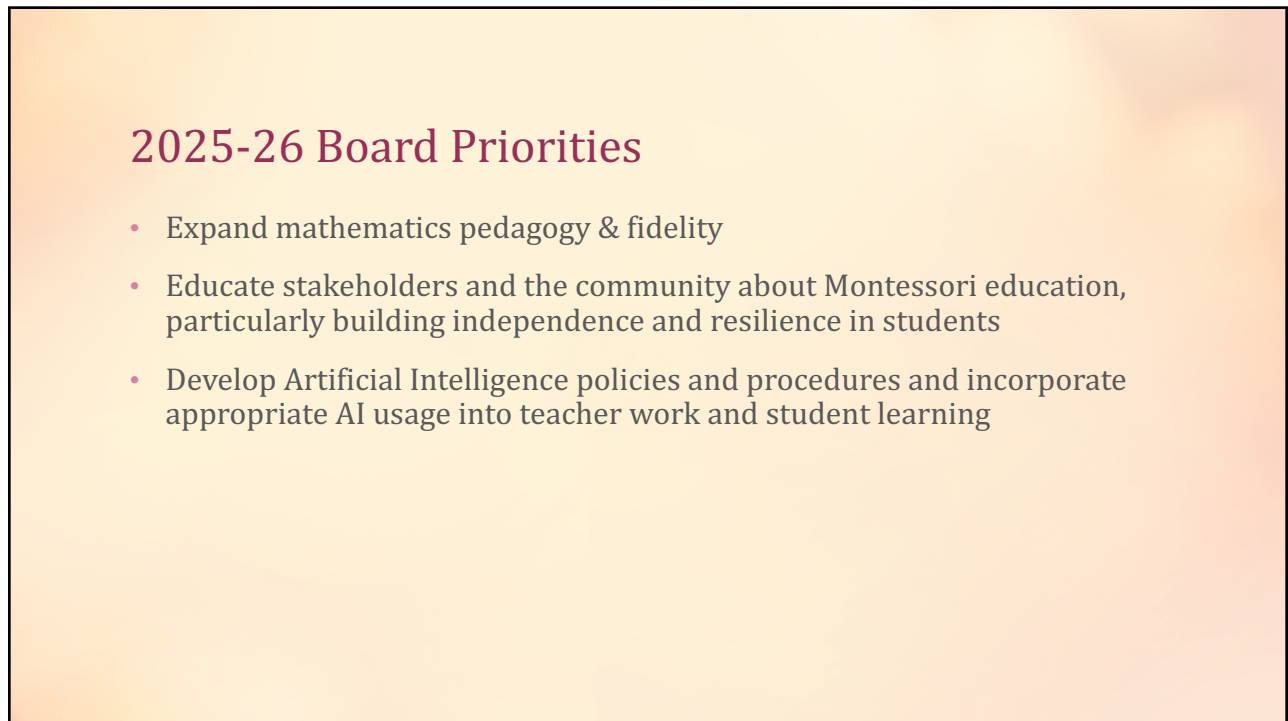 2025-26 Board Priorities
• Expand mathematics pedagogy & fidelity
• Educate stakeholders and the community about Montessori education,
particularly building independence and resilience in students
• Develop Artificial Intelligence policies and procedures and incorporate
appropriate AI usage into teacher work and student learning